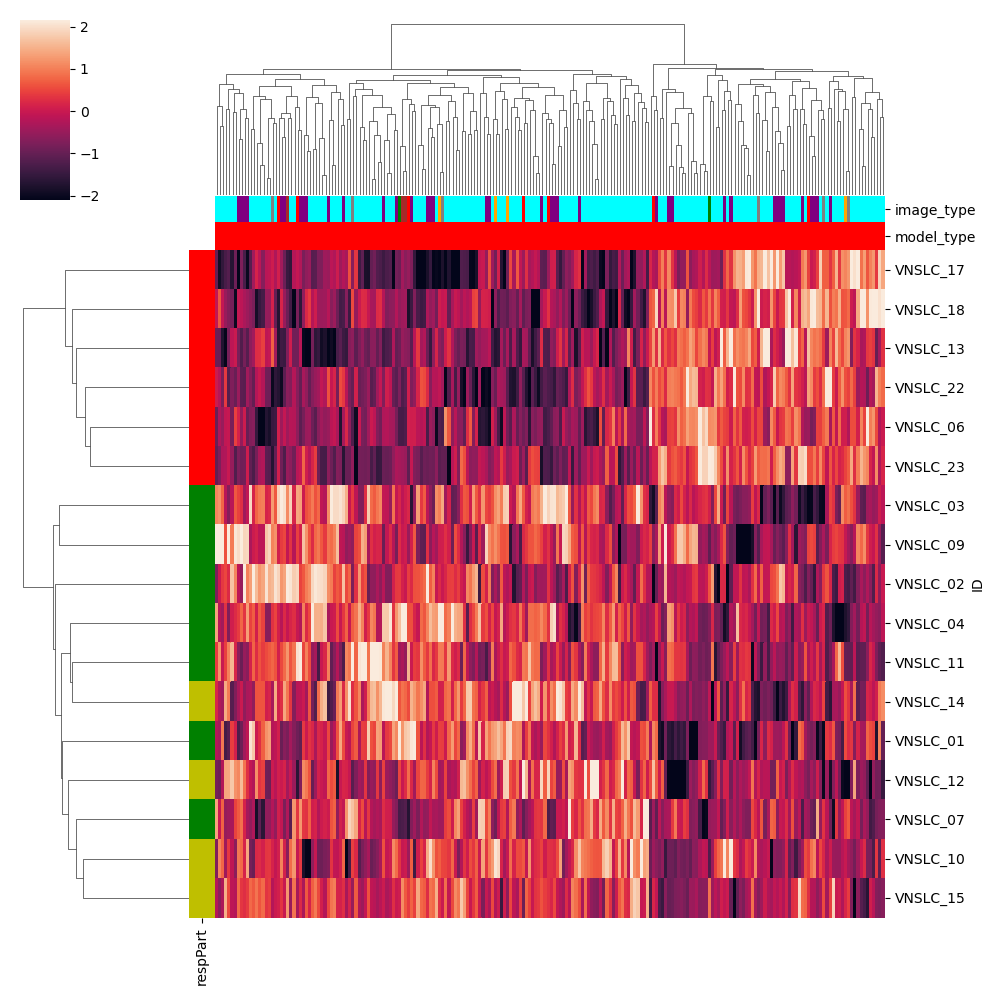 2
1
0
−1
−2
image_type
model_type
VNSLC_17
VNSLC_18
VNSLC_13
VNSLC_22
VNSLC_06
VNSLC_23
VNSLC_03
VNSLC_09
VNSLC_02
VNSLC_04
VNSLC_11
VNSLC_14
VNSLC_01
VNSLC_12
VNSLC_07
VNSLC_10
VNSLC_15
ID
respPart